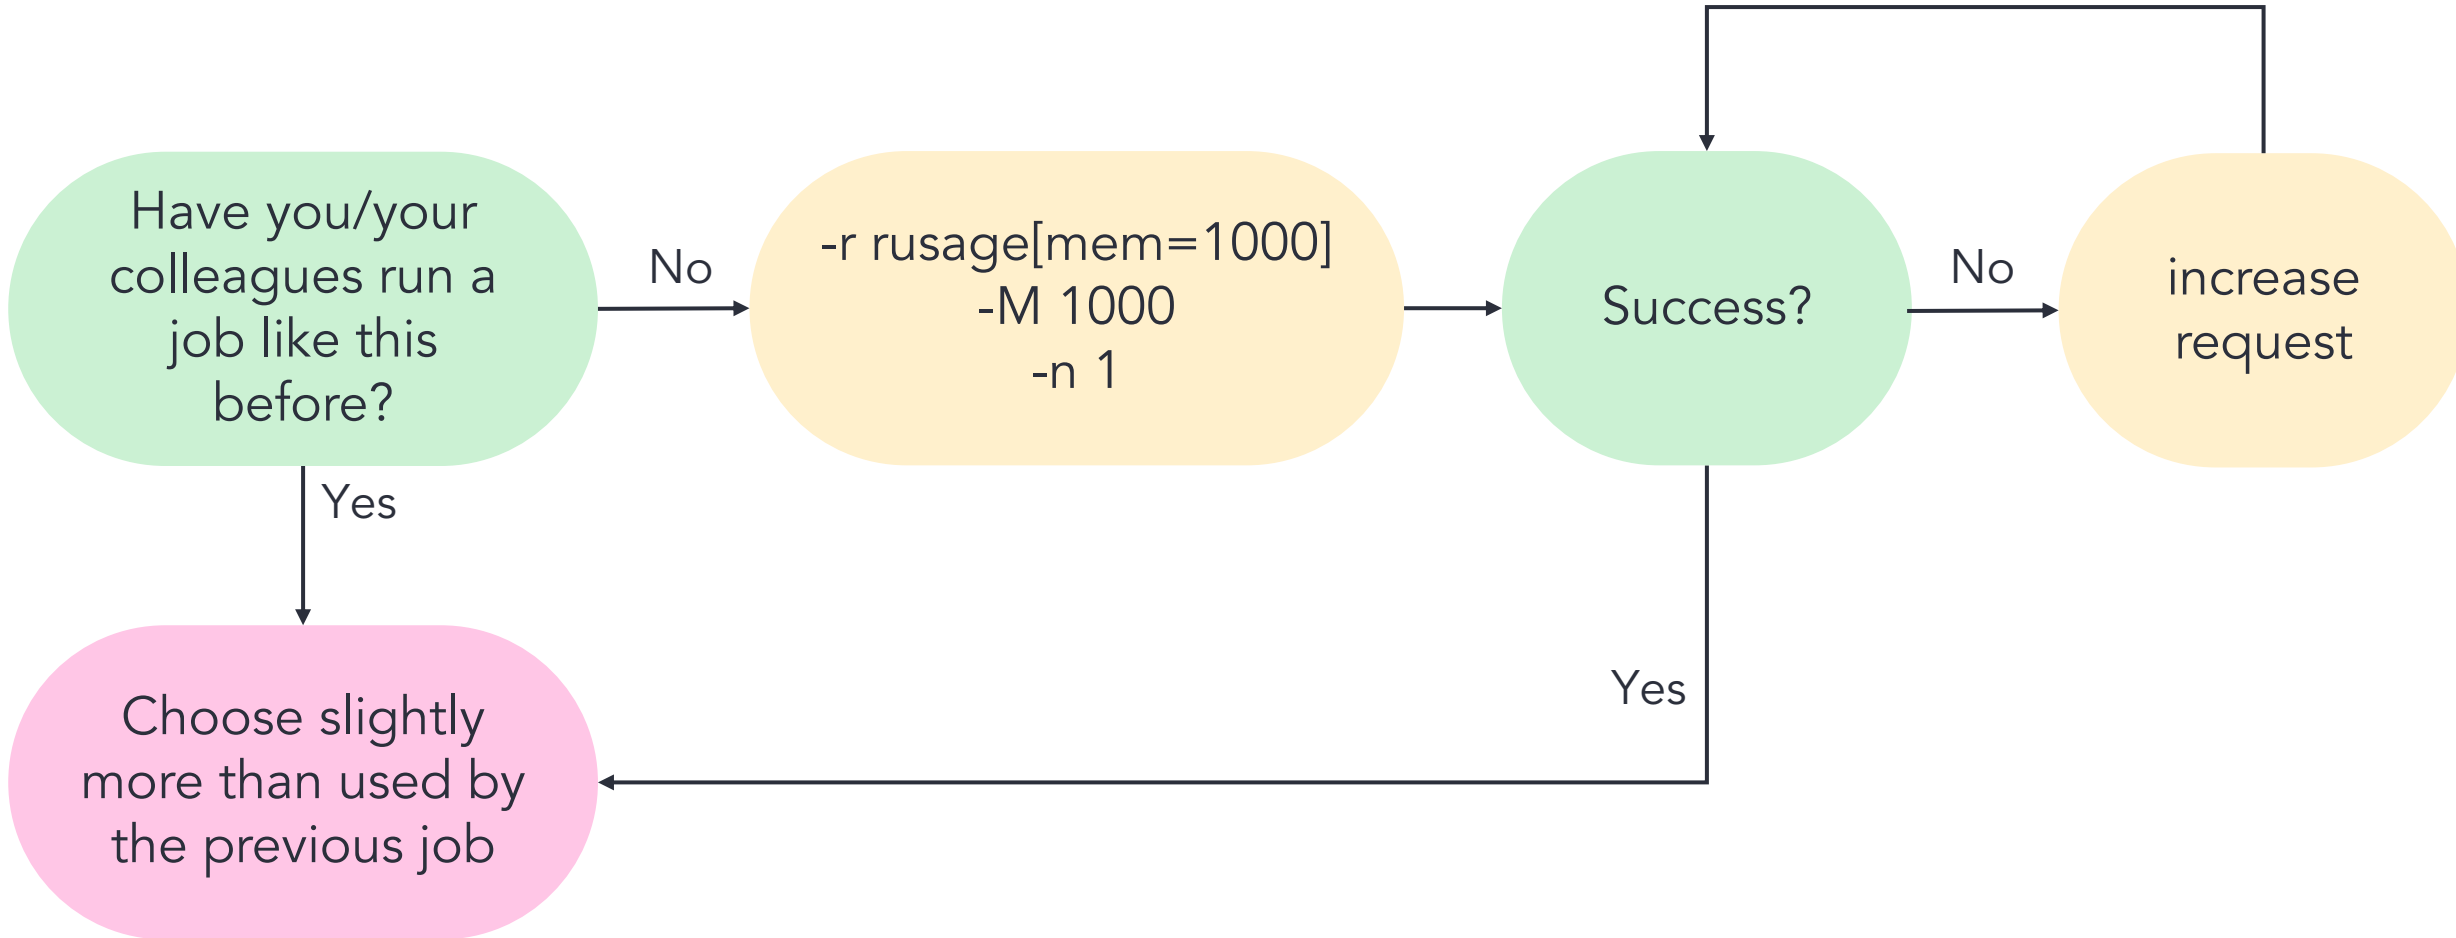 Have you/your
colleagues run a
job like this
before?
No
-r rusage[mem=1000]
-M 1000
-n 1
Success?
No
increase
request
Yes
Yes
Choose slightly
more than used by
the previous job